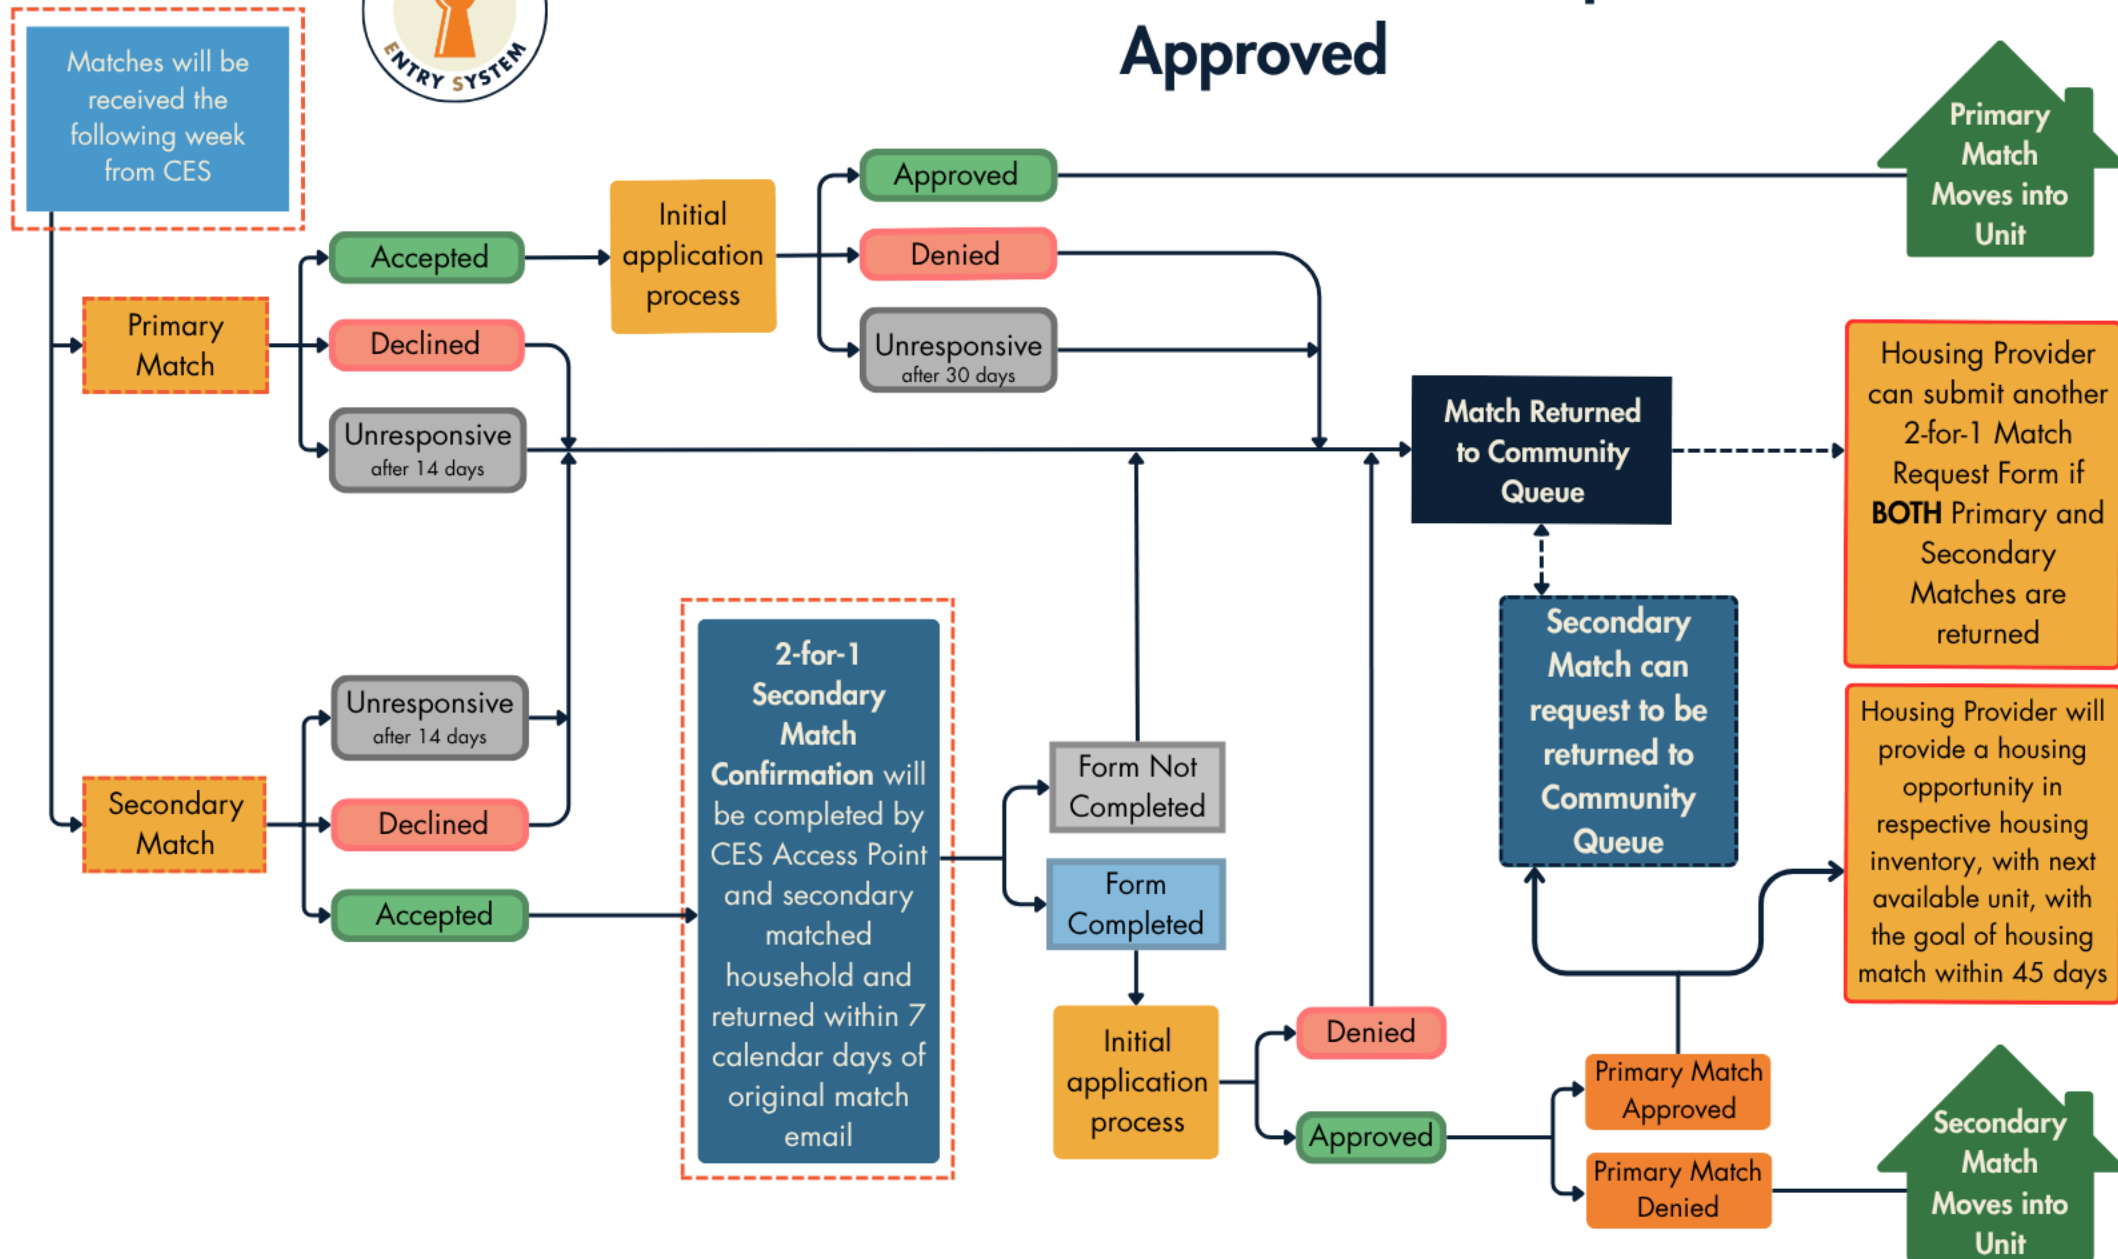 Approved
ENTRY SYSTEM
Matches will be
received the
following week
from CES
Primary
Match
Moves into
Unit
Approved
Initial
application
process
Accepted
Denied
Primary
Match
Declined
Unresponsive
after 30 days
Unresponsive
after 14 days
Match Returned
to Community
Queue
Housing Provider
can submit another
2-for-1 Match
Request Form if
BOTH Primary and
Secondary
Matches are
returned
Secondary
Match can
request to be
returned to
Community
Queue
2-for-1
Secondary
Match
Confirmation will
be completed by
CES Access Point
and secondary
matched
household and
returned within 7
calendar days of
original match
email
Unresponsive
after 14 days
Secondary
Match
Declined
Accepted
Form Not
Completed
Form
Completed
Housing Provider will
provide a housing
opportunity in
respective housing
inventory, with next
available unit, with
the goal of housing
match within 45 days
Initial
application
process
Denied
Approved
Primary Match
Approved
Primary Match
Denied
Secondary
Match
Moves into
Unit